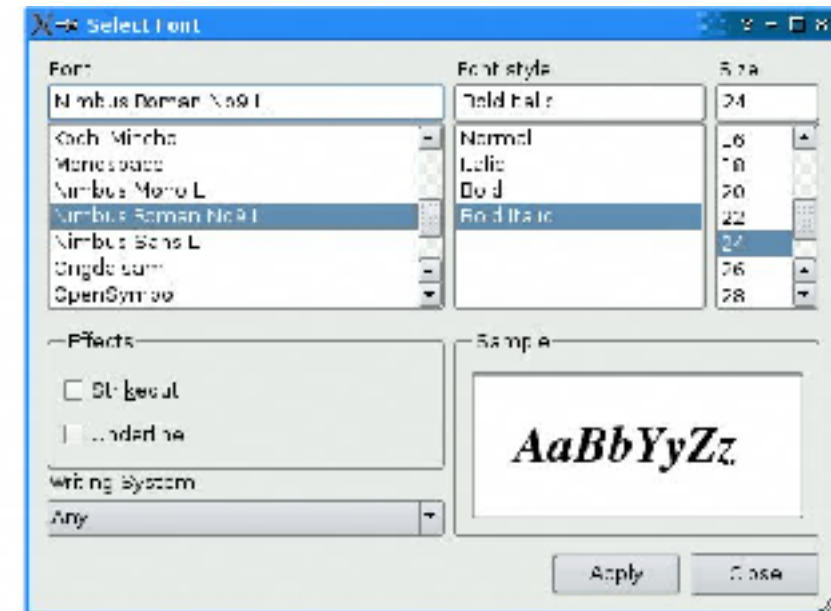 Select Font
Font Font style Size
Nimbus Roman No9 L Bold Italic 24
Kochi Mincho Normal 16
Monospace Italic 18
Nimbus Mono L Bold 20
Nimbus Roman No9 L Bold Italic 22
Nimbus Sans L 24
26
OpenSymbol 28
Effects Sample
Strikeout
Underline
AaBbYyZz
Writing System
Any
Apply Close